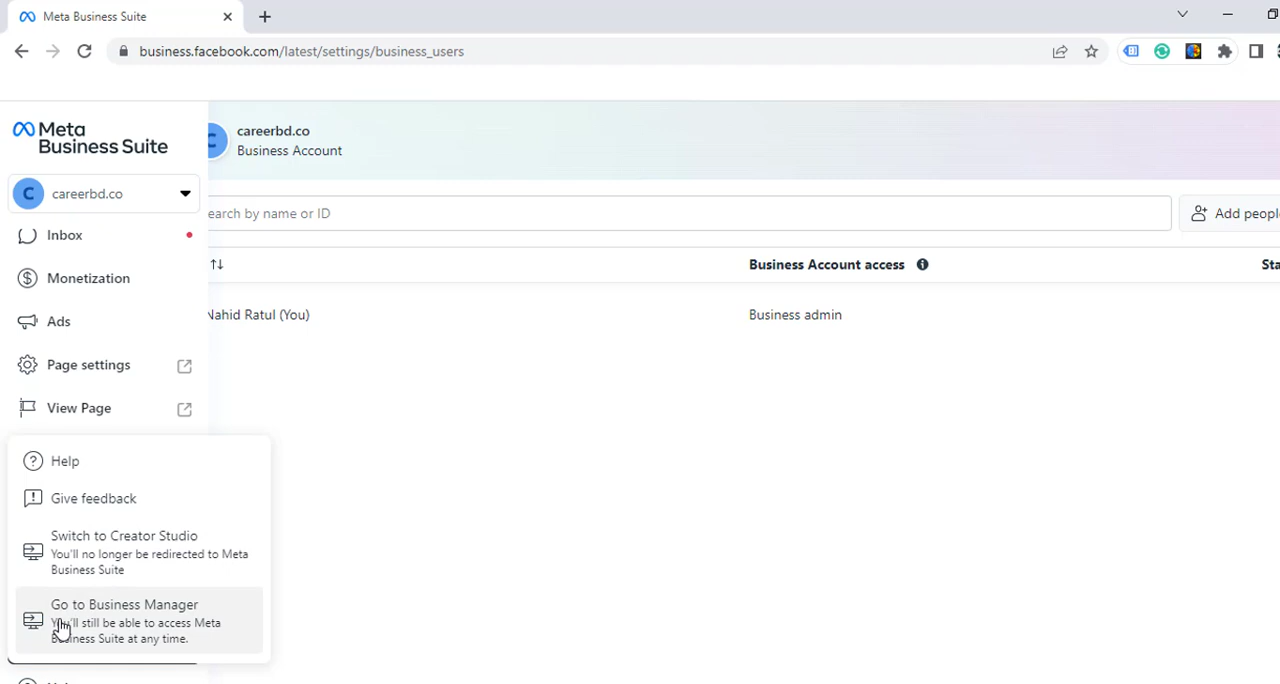 Meta Business Suite
business.facebook.com/latest/settings/business_users
Meta
Business Suite
C careerbd.co
C careerbd.co
Business Account
earch by name or ID
Add peopl
Inbox
Monetization
Ads
Page settings
View Page
Business Account access
Sta
Nahid Ratul (You)
Business admin
Help
Give feedback
Switch to Creator Studio
You'll no longer be redirected to Meta
Business Suite
Go to Business Manager
You'll still be able to access Meta
Business Suite at any time.